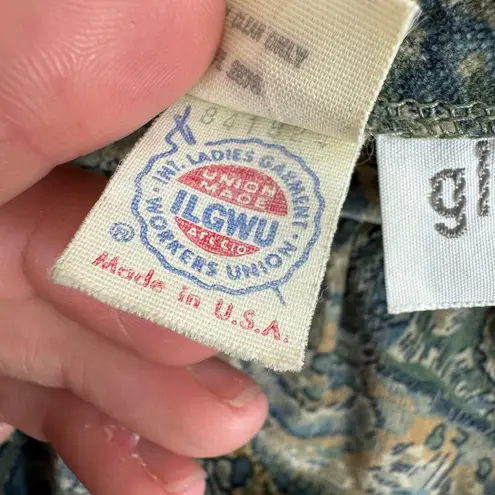 CLEAN ONLY
INT. LADIES GARMENT
UNION
MADE
ILGWU
AFL CIO
WORKERS UNION
®
Made in U.S.A.